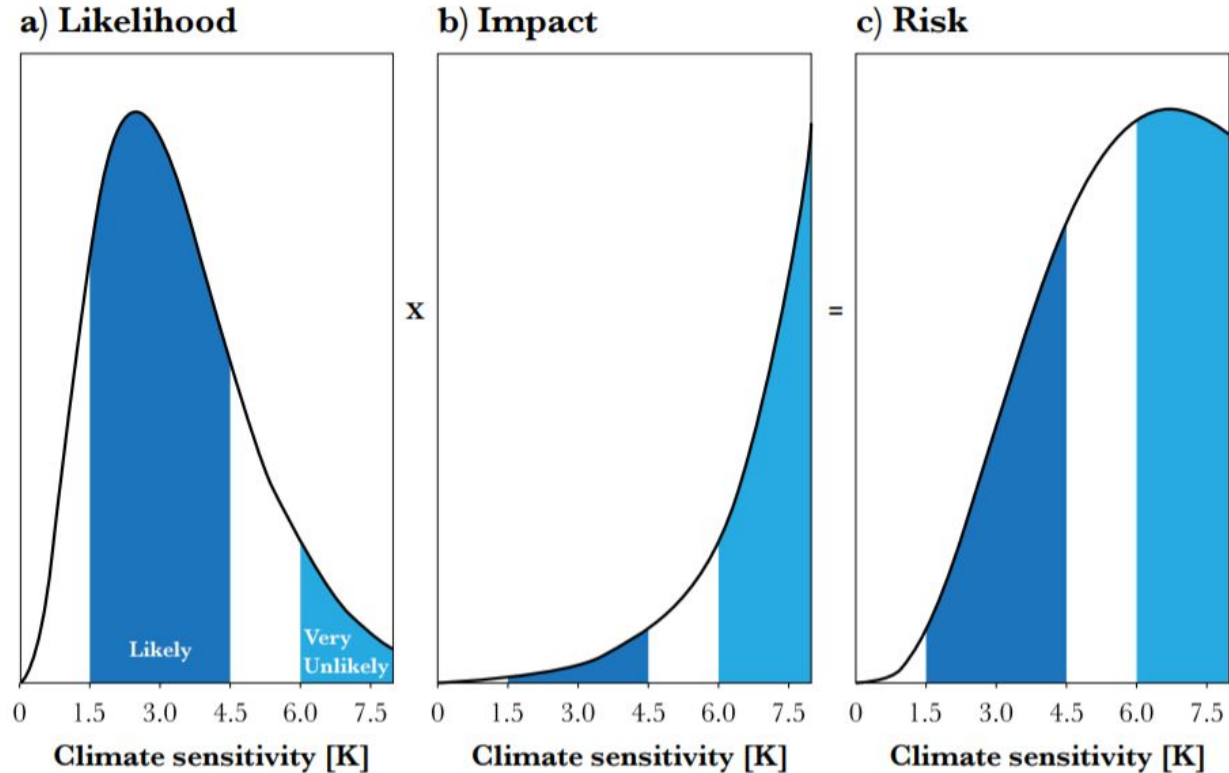 a) Likelihood
b) Impact
c) Risk
X
=
Likely
Very
Unlikely
0 1.5 3.0 4.5 6.0 7.5
0 1.5 3.0 4.5 6.0 7.5
0 1.5 3.0 4.5 6.0 7.5
Climate sensitivity [K]
Climate sensitivity [K]
Climate sensitivity [K]